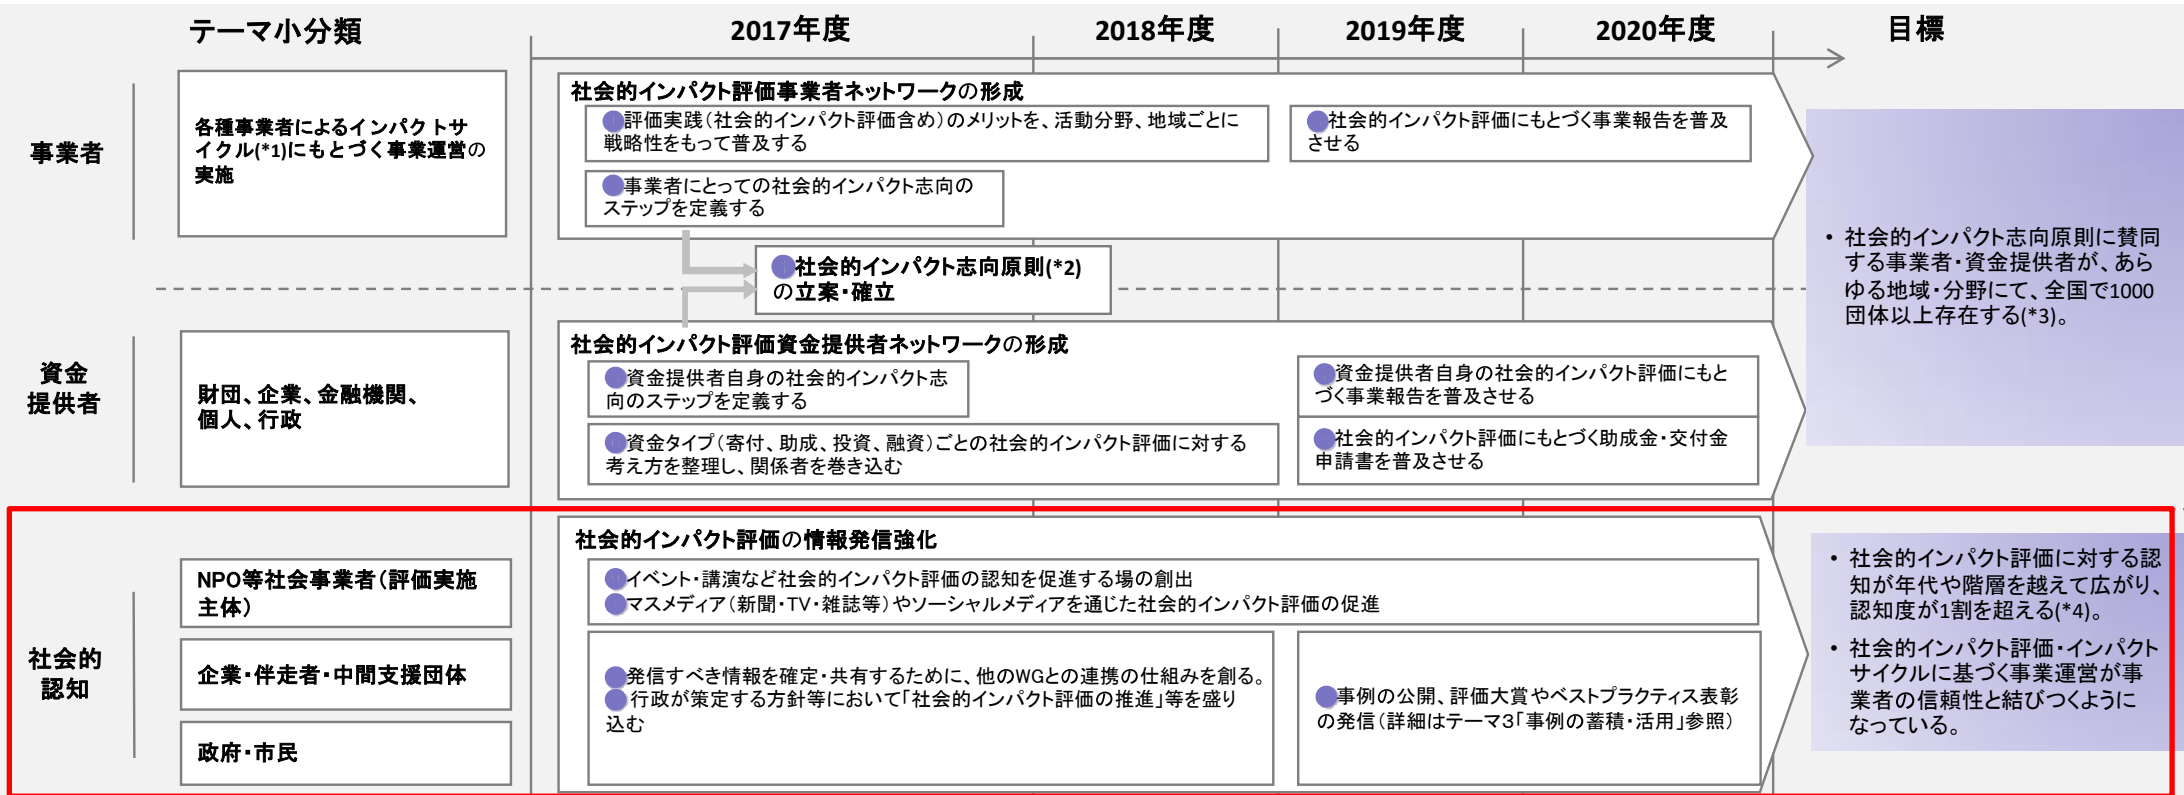 テーマ小分類
2017年度
2018年度
2019年度
2020年度
目標
事業者
各種事業者によるインパクトサ
イクル(*1)にもとづく事業運営の
実施
社会的インパクト評価事業者ネットワークの形成
評価実践（社会的インパクト評価含め）のメリットを、活動分野、地域ごとに
戦略性をもって普及する
社会的インパクト評価にもとづく事業報告を普及
させる
事業者にとっての社会的インパクト志向の
ステップを定義する
社会的インパクト志向原則(*2)
の立案・確立
・社会的インパクト志向原則に賛同
する事業者・資金提供者が、あら
ゆる地域・分野にて、全国で1000
団体以上存在する(*3)。
資金
提供者
財団、企業、金融機関、
個人、行政
社会的インパクト評価資金提供者ネットワークの形成
資金提供者自身の社会的インパクト志
向のステップを定義する
資金提供者自身の社会的インパクト評価にもと
づく事業報告を普及させる
資金タイプ（寄付、助成、投資、融資）ごとの社会的インパクト評価に対する
考え方を整理し、関係者を巻き込む
社会的インパクト評価にもとづく助成金・交付金
申請書を普及させる
社会的
認知
NPO等社会事業者（評価実施
主体）
企業・伴走者・中間支援団体
政府・市民
社会的インパクト評価の情報発信強化
イベント・講演など社会的インパクト評価の認知を促進する場の創出
マスメディア（新聞・TV・雑誌等）やソーシャルメディアを通じた社会的インパクト評価の促進
発信すべき情報を確定・共有するために、他のWGとの連携の仕組みを創る。
行政が策定する方針等において「社会的インパクト評価の推進」等を盛り
込む
事例の公開、評価大賞やベストプラクティス表彰
の発信（詳細はテーマ3「事例の蓄積・活用」参照）
・社会的インパクト評価に対する認
知が年代や階層を越えて広がり、
認知度が1割を超える(*4)。
・社会的インパクト評価・インパクト
サイクルに基づく事業運営が事
業者の信頼性と結びつくように
なっている。